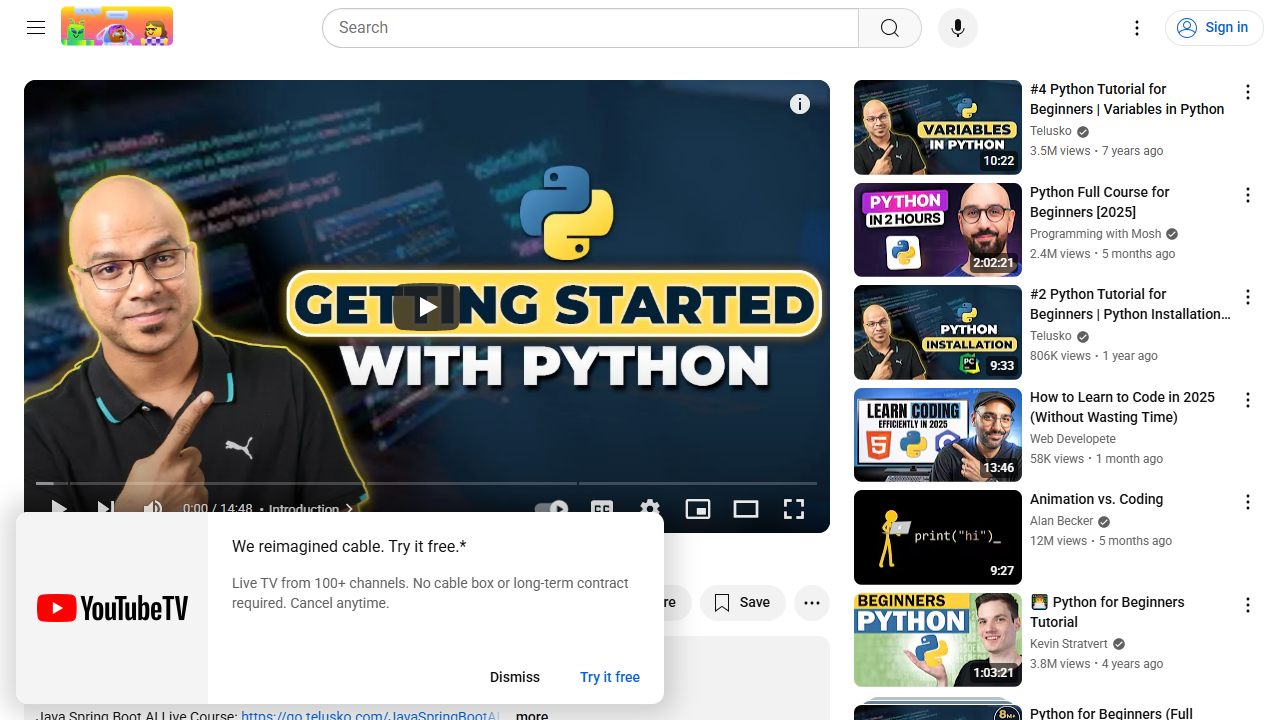 Search
Sign in
GETTING STARTED
WITH PYTHON
0:00 / 14:48 • Introduction
We reimagined cable. Try it free.*
Live TV from 100+ channels. No cable box or long-term contract
required. Cancel anytime.
YouTubeTV
Dismiss
Try it free
Save
Java Spring Boot AI Live Course: https://go.telusko.com/JavaSpringBootAI
...more
VARIABLES
IN PYTHON
10:22
#4 Python Tutorial for
Beginners | Variables in Python
Telusko
3.5M views • 7 years ago
PYTHON
IN 2 HOURS
2:02:21
Python Full Course for
Beginners [2025]
Programming with Mosh
2.4M views • 5 months ago
PYTHON
INSTALLATION
PC
9:33
#2 Python Tutorial for
Beginners | Python Installation...
Telusko
806K views • 1 year ago
LEARN CODING
EFFICIENTLY IN 2025
13:46
How to Learn to Code in 2025
(Without Wasting Time)
Web Developete
58K views • 1 month ago
print("hi")_
9:27
Animation vs. Coding
Alan Becker
12M views • 5 months ago
BEGINNERS
PYTHON
1:03:21
Python for Beginners
Tutorial
Kevin Stratvert
3.8M views • 4 years ago
8M+
Python for Beginners (Full